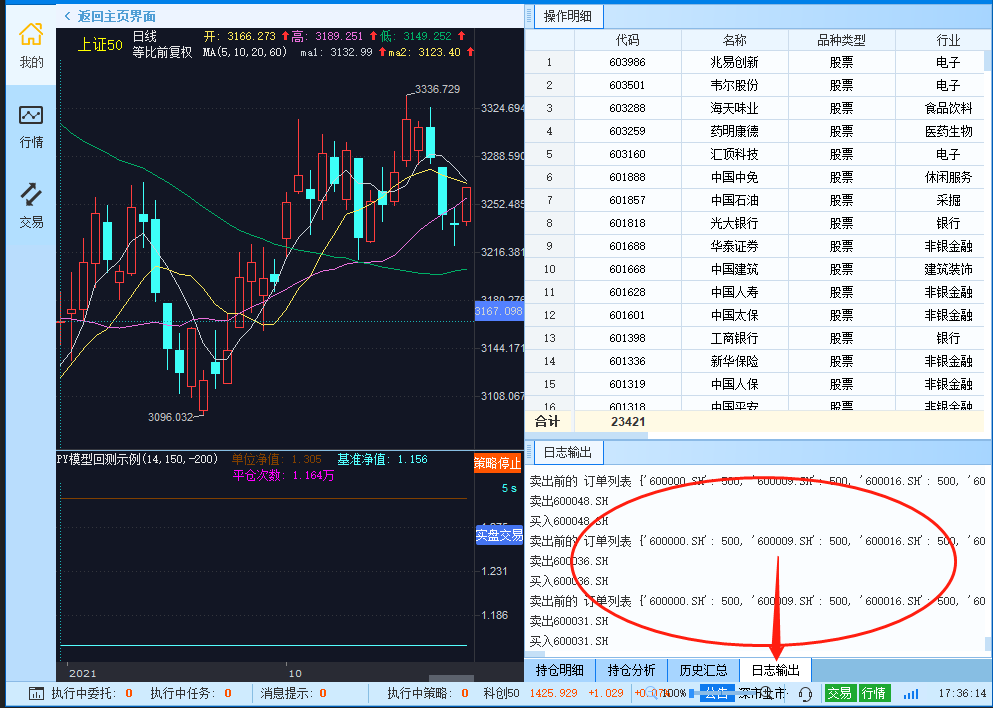 返回主页界面
我的
行情
交易
上证50 日线 开: 3166.273 高: 3189.251 低: 3149.252
等比前复权 MA(5,10,20,60) ma1: 3132.99 ma2: 3123.40
3336.729
3324.694
3288.590
3252.485
3216.381
3180.276
3167.098
3144.171
3108.067
3096.032
PY模型回测示例(14,150,-200) 单位净值: 1.305 基准净值: 1.156
平仓次数: 1.164万
策略停止
5 s
实盘交易
1.231
1.186
2021 10
操作明细
代码 名称 品种类型 行业
1 603986 兆易创新 股票 电子
2 603501 韦尔股份 股票 电子
3 603288 海天味业 股票 食品饮料
4 603259 药明康德 股票 医药生物
5 603160 汇顶科技 股票 电子
6 601888 中国中免 股票 休闲服务
7 601857 中国石油 股票 采掘
8 601818 光大银行 股票 银行
9 601688 华泰证券 股票 非银金融
10 601668 中国建筑 股票 建筑装饰
11 601628 中国人寿 股票 非银金融
12 601601 中国太保 股票 非银金融
13 601398 工商银行 股票 银行
14 601336 新华保险 股票 非银金融
15 601319 中国人保 股票 非银金融
16 601318 中国平安 股票 非银金融
合计 23421
日志输出
卖出前的 订单列表 {'600000.SH': 500, '600009.SH': 500, '600016.SH': 500, '60
卖出600048.SH
买入600048.SH
卖出前的 订单列表 {'600000.SH': 500, '600009.SH': 500, '600016.SH': 500, '60
卖出600036.SH
买入600036.SH
卖出前的 订单列表 {'600000.SH': 500, '600009.SH': 500, '600016.SH': 500, '60
卖出600031.SH
买入600031.SH
持仓明细 持仓分析 历史汇总 日志输出
执行中委托: 0 执行中任务: 0 消息提示: 0 执行中策略: 0 科创50 1425.929 +1.029 公告 交易 行情 17:36:14